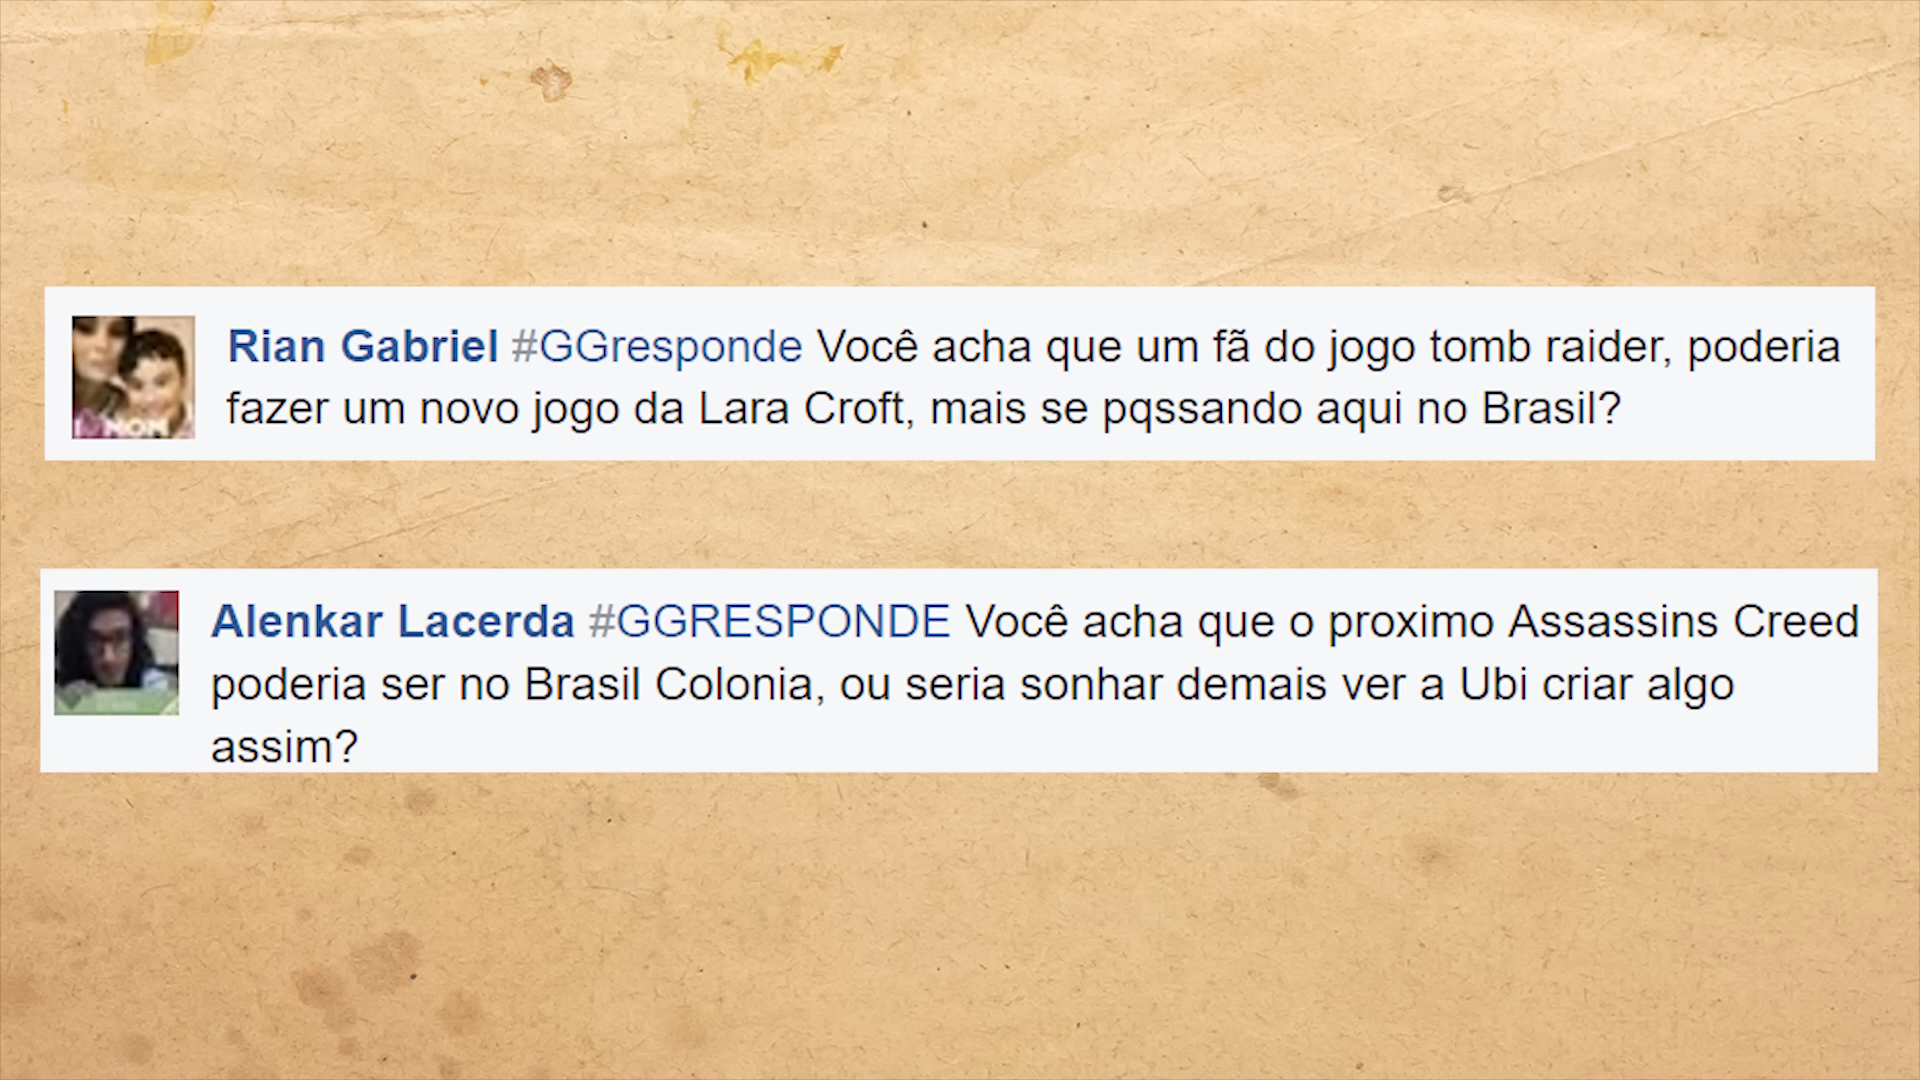 Rian Gabriel #GGresponde Você acha que um fã do jogo tomb raider, poderia
fazer um novo jogo da Lara Croft, mais se pqssando aqui no Brasil?
Alenkar Lacerda #GGRESPONDE Você acha que o proximo Assassins Creed
poderia ser no Brasil Colonia, ou seria sonhar demais ver a Ubi criar algo
assim?